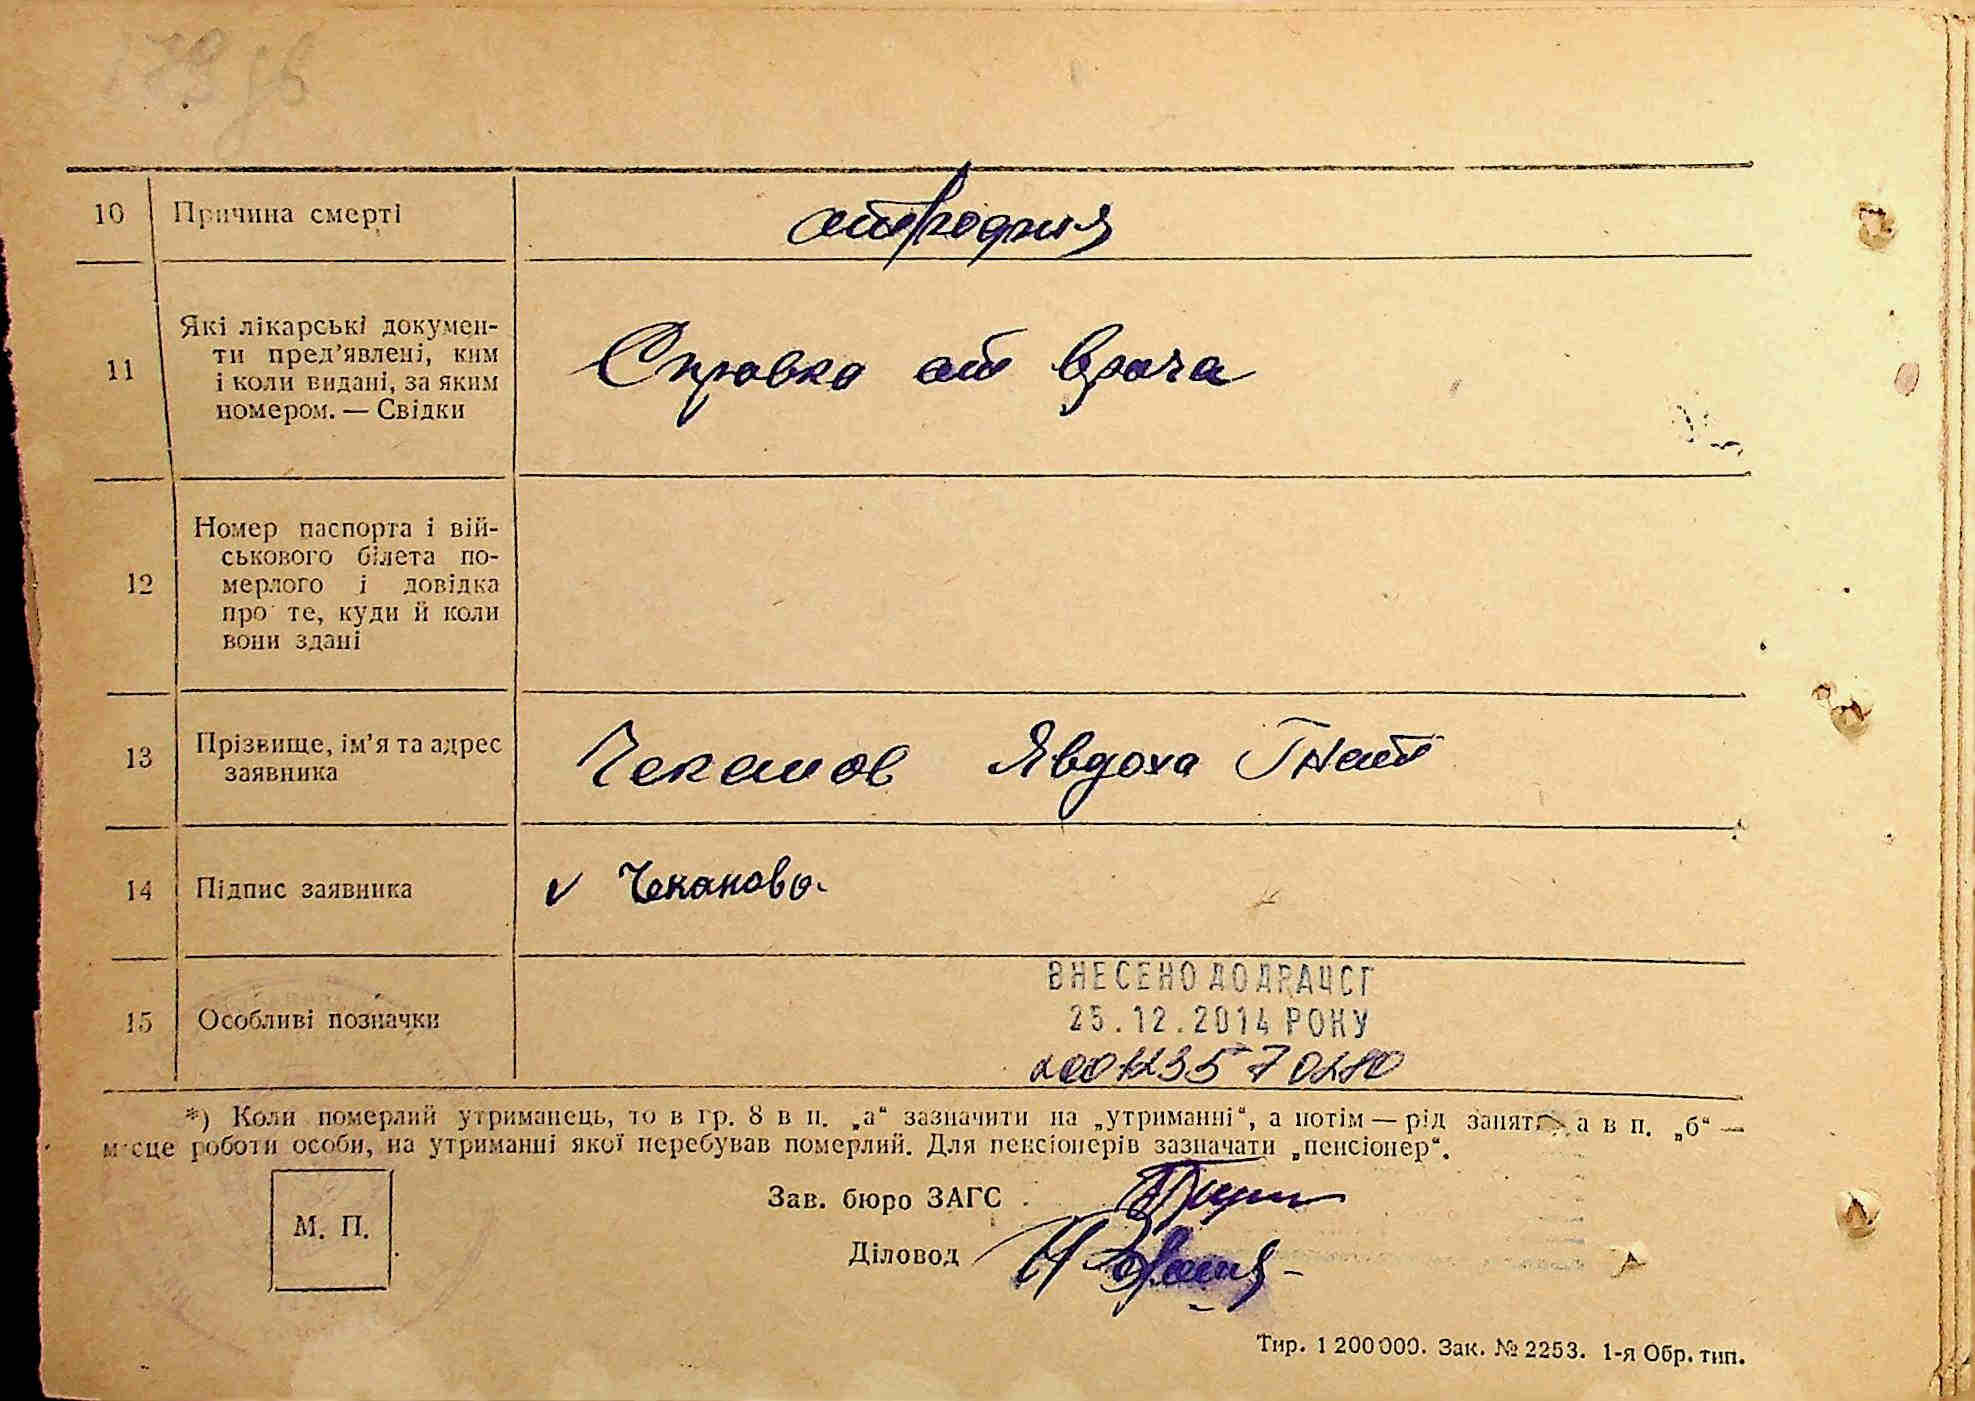 10 Причина смерті атрофия
11 Які лікарські докумен-
ти пред'явлені, ким
і коли видані, за яким
номером. — Свідки
Справка от врача
12 Номер паспорта і вій-
ськового білета по-
мерлого і довідка
про те, куди й коли
вони здані
13 Прізвище, ім'я та адрес
заявника
Чеканов Явдоха Гнат
14 Підпис заявника v Чеканова
15 Особливі позначки
ВНЕСЕНО ДО ДРАЦСГ
25.12.2014 РОКУ
*) Коли померлий утриманець, то в гр. 8 в п. „а“ зазначити на „утриманні“, а потім — рід занять, а в п. „б“ —
місце роботи особи, на утриманні якої перебував померлий. Для пенсіонерів зазначати „пенсіонер“.
Зав. бюро ЗАГС
М. П.
Діловод
Тир. 1 200 000. Зак. № 2253. 1-я Обр. тип.